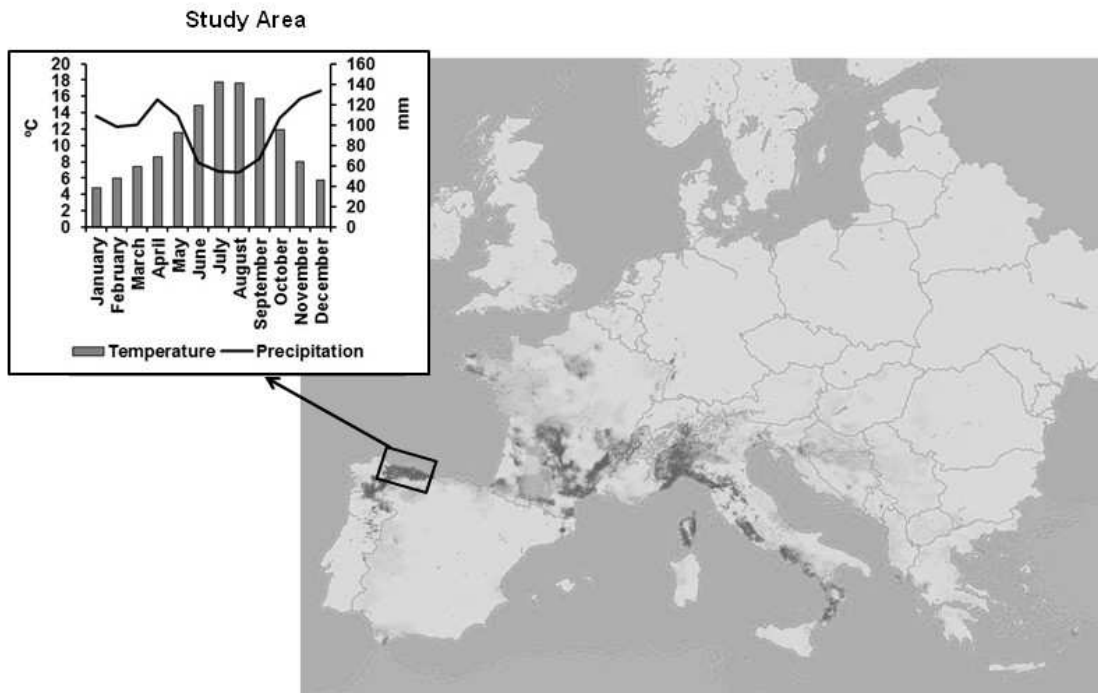 Study Area
20
18
16
14
12
10
8
6
4
2
0
ºC
160
140
120
100
80
60
40
20
0
mm
January
February
March
April
May
June
July
August
September
October
November
December
Temperature
Precipitation